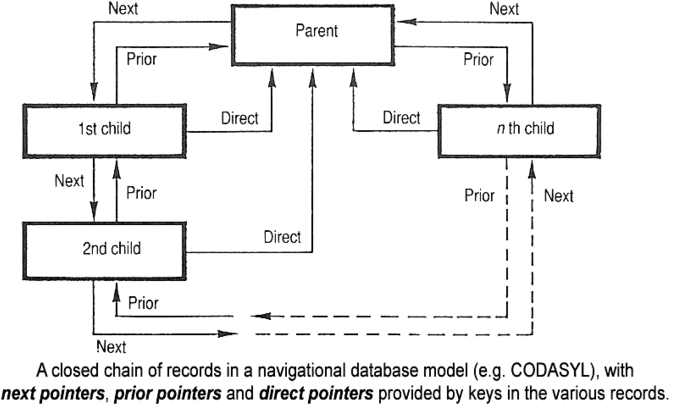 Next
Next
Parent
Prior
Prior
1st child
Direct
Direct
n th child
Next
Prior
Prior
Next
2nd child
Direct
Prior
Next
A closed chain of records in a navigational database model (e.g. CODASYL), with
next pointers, prior pointers and direct pointers provided by keys in the various records.